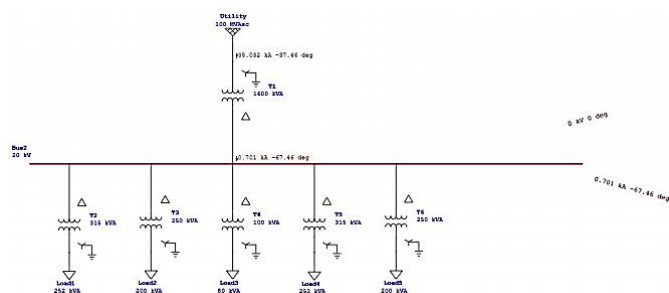 Utility
100 MVAsc
35.032 kA -37.46 deg
T1
1400 kVA
0 kV 0 deg
Bus2
20 kV
0.701 kA -67.46 deg
0.701 kA -67.46 deg
T2
315 kVA
T3
250 kVA
T4
100 kVA
T5
315 kVA
T6
250 kVA
Load1
252 kVA
Load2
200 kVA
Load3
80 kVA
Load4
252 kVA
Load5
200 kVA